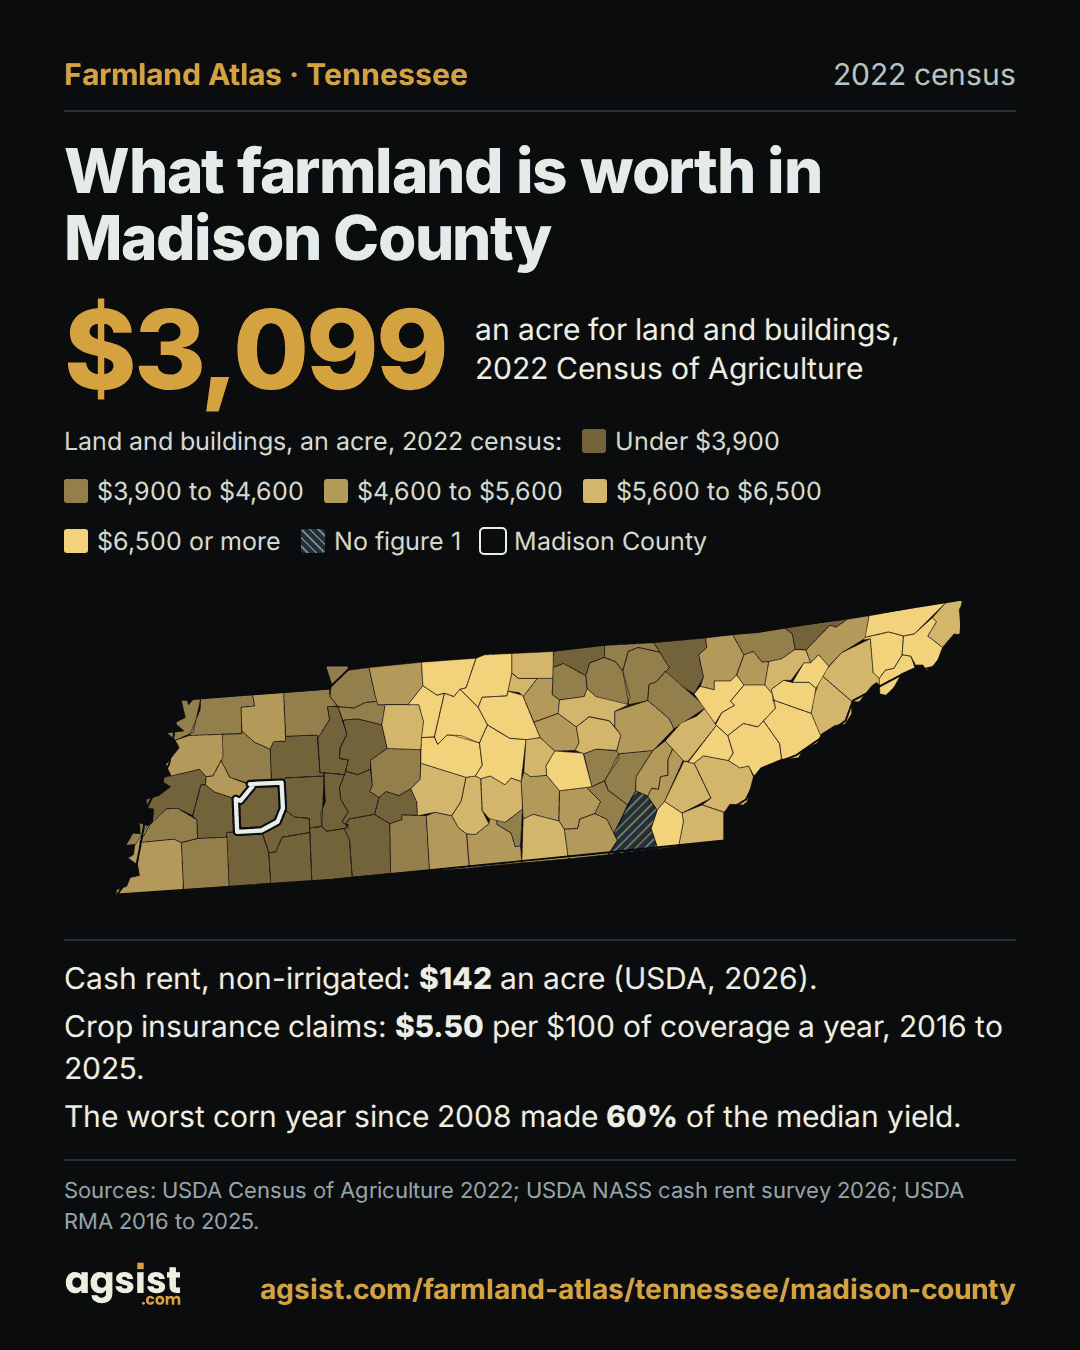 Farmland Atlas · Tennessee
2022 census
What farmland is worth in
Madison County
$3,099
an acre for land and buildings,
2022 Census of Agriculture
Land and buildings, an acre, 2022 census: Under $3,900
$3,900 to $4,600 $4,600 to $5,600 $5,600 to $6,500
$6,500 or more No figure 1 Madison County
Cash rent, non-irrigated: $142 an acre (USDA, 2026).
Crop insurance claims: $5.50 per $100 of coverage a year, 2016 to
2025.
The worst corn year since 2008 made 60% of the median yield.
Sources: USDA Census of Agriculture 2022; USDA NASS cash rent survey 2026; USDA
RMA 2016 to 2025.
agsist
.com
agsist.com/farmland-atlas/tennessee/madison-county